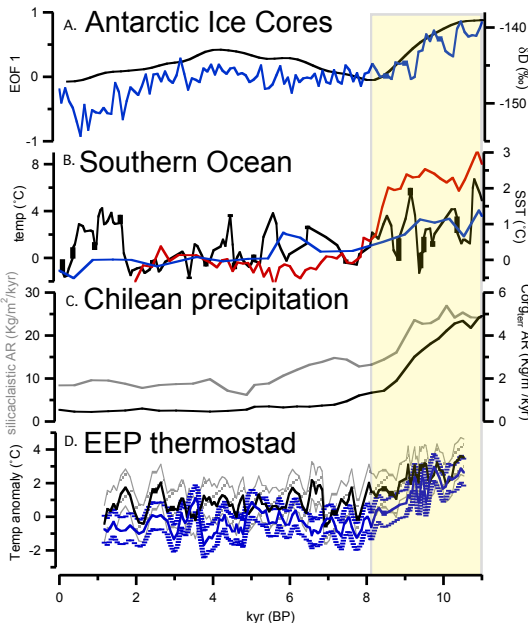 A. Antarctic Ice Cores
1
0
-1
EOF 1
-140
-150
δD (‰)
B. Southern Ocean
8
4
0
temp (˚C)
3
2
1
0
SST (˚C)
C. Chilean precipitation
30
20
10
0
silicaclaistic AR (Kg/m²/kyr)
6
4
2
0
Corgterr AR (Kg/m²/kyr)
D. EEP thermostad
4
2
0
-2
Temp anomaly (˚C)
0 2 4 6 8 10
kyr (BP)